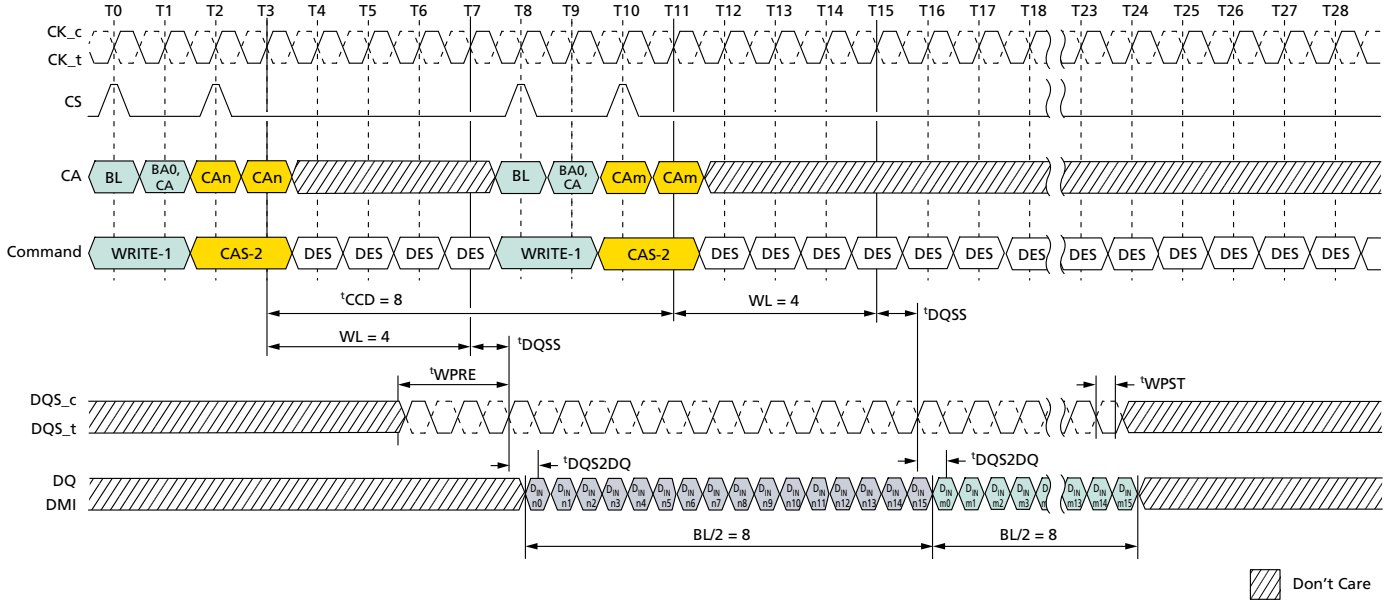 T0 T1 T2 T3 T4 T5 T6 T7 T8 T9 T10 T11 T12 T13 T14 T15 T16 T17 T18 T23 T24 T25 T26 T27 T28
CK_c
CK_t
CS
CA BL BA0, CA CAn CAn BL BA0, CA CAm CAm
Command WRITE-1 CAS-2 DES DES DES DES WRITE-1 CAS-2 DES DES DES DES DES DES DES DES DES DES DES DES DES
tCCD = 8 WL = 4 tDQSS
WL = 4 tDQSS
tWPRE tWPST
DQS_c
DQS_t
tDQS2DQ tDQS2DQ
DQ
DMI
DIN n0 DIN n1 DIN n2 DIN n3 DIN n4 DIN n5 DIN n6 DIN n7 DIN n8 DIN n9 DIN n10 DIN n11 DIN n12 DIN n13 DIN n14 DIN n15 DIN m0 DIN m1 DIN m2 DIN m3 DIN m13 DIN m14 DIN m15
BL/2 = 8 BL/2 = 8
Don't Care